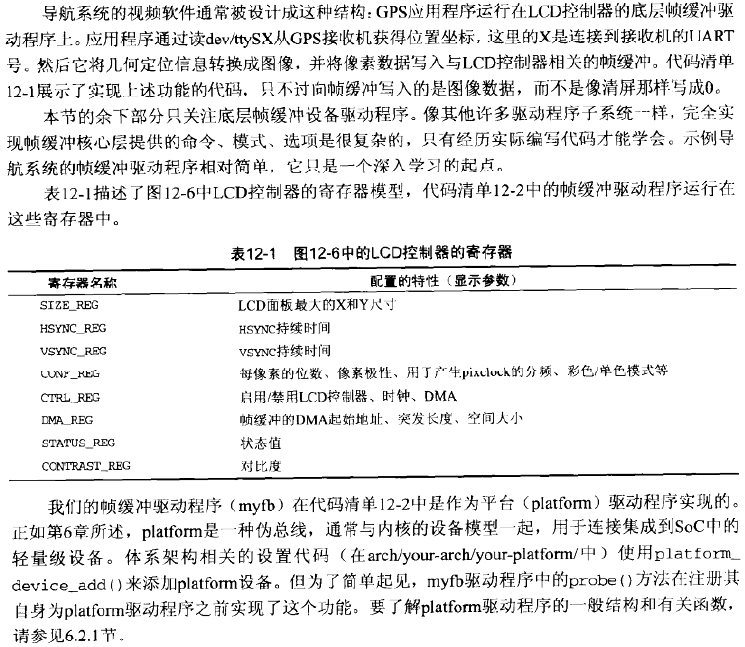 导航系统的视频软件通常被设计成这种结构：GPS应用程序运行在LCD控制器的底层帧缓冲驱
动程序上。应用程序通过读dev/ttySX从GPS接收机获得位置坐标，这里的X是连接到接收机的UART
号。然后它将几何定位信息转换成图像，并将像素数据写入与LCD控制器相关的帧缓冲。代码清单
12-1展示了实现上述功能的代码，只不过向帧缓冲写入的是图像数据，而不是像清屏那样写成0。
本节的余下部分只关注底层帧缓冲设备驱动程序。像其他许多驱动程序子系统一样，完全实
现帧缓冲核心层提供的命令、模式、选项是很复杂的，只有经历实际编写代码才能学会。示例导
航系统的帧缓冲驱动程序相对简单，它只是一个深入学习的起点。
表12-1描述了图12-6中LCD控制器的寄存器模型，代码清单12-2中的帧缓冲驱动程序运行在
这些寄存器中。
表12-1 图12-6中的LCD控制器的寄存器
寄存器名称 配置的特性（显示参数）
SIZE_REG LCD面板最大的X和Y尺寸
HSYNC_REG HSYNC持续时间
VSYNC_REG VSYNC持续时间
CONF_REG 每像素的位数、像素极性、用于产生pixclock的分频、彩色/单色模式等
CTRL_REG 启用/禁用LCD控制器、时钟、DMA
DMA_REG 帧缓冲的DMA起始地址、突发长度、空间大小
STATUS_REG 状态值
CONTRAST_REG 对比度
我们的帧缓冲驱动程序（myfb）在代码清单12-2中是作为平台（platform）驱动程序实现的。
正如第6章所述，platform是一种伪总线，通常与内核的设备模型一起，用于连接集成到SoC中的
轻量级设备。体系架构相关的设置代码（在arch/your-arch/your-platform/中）使用platform_
device_add()来添加platform设备。但为了简单起见，myfb驱动程序中的probe()方法在注册其
自身为platform驱动程序之前实现了这个功能。要了解platform驱动程序的一般结构和有关函数，
请参见6.2.1节。